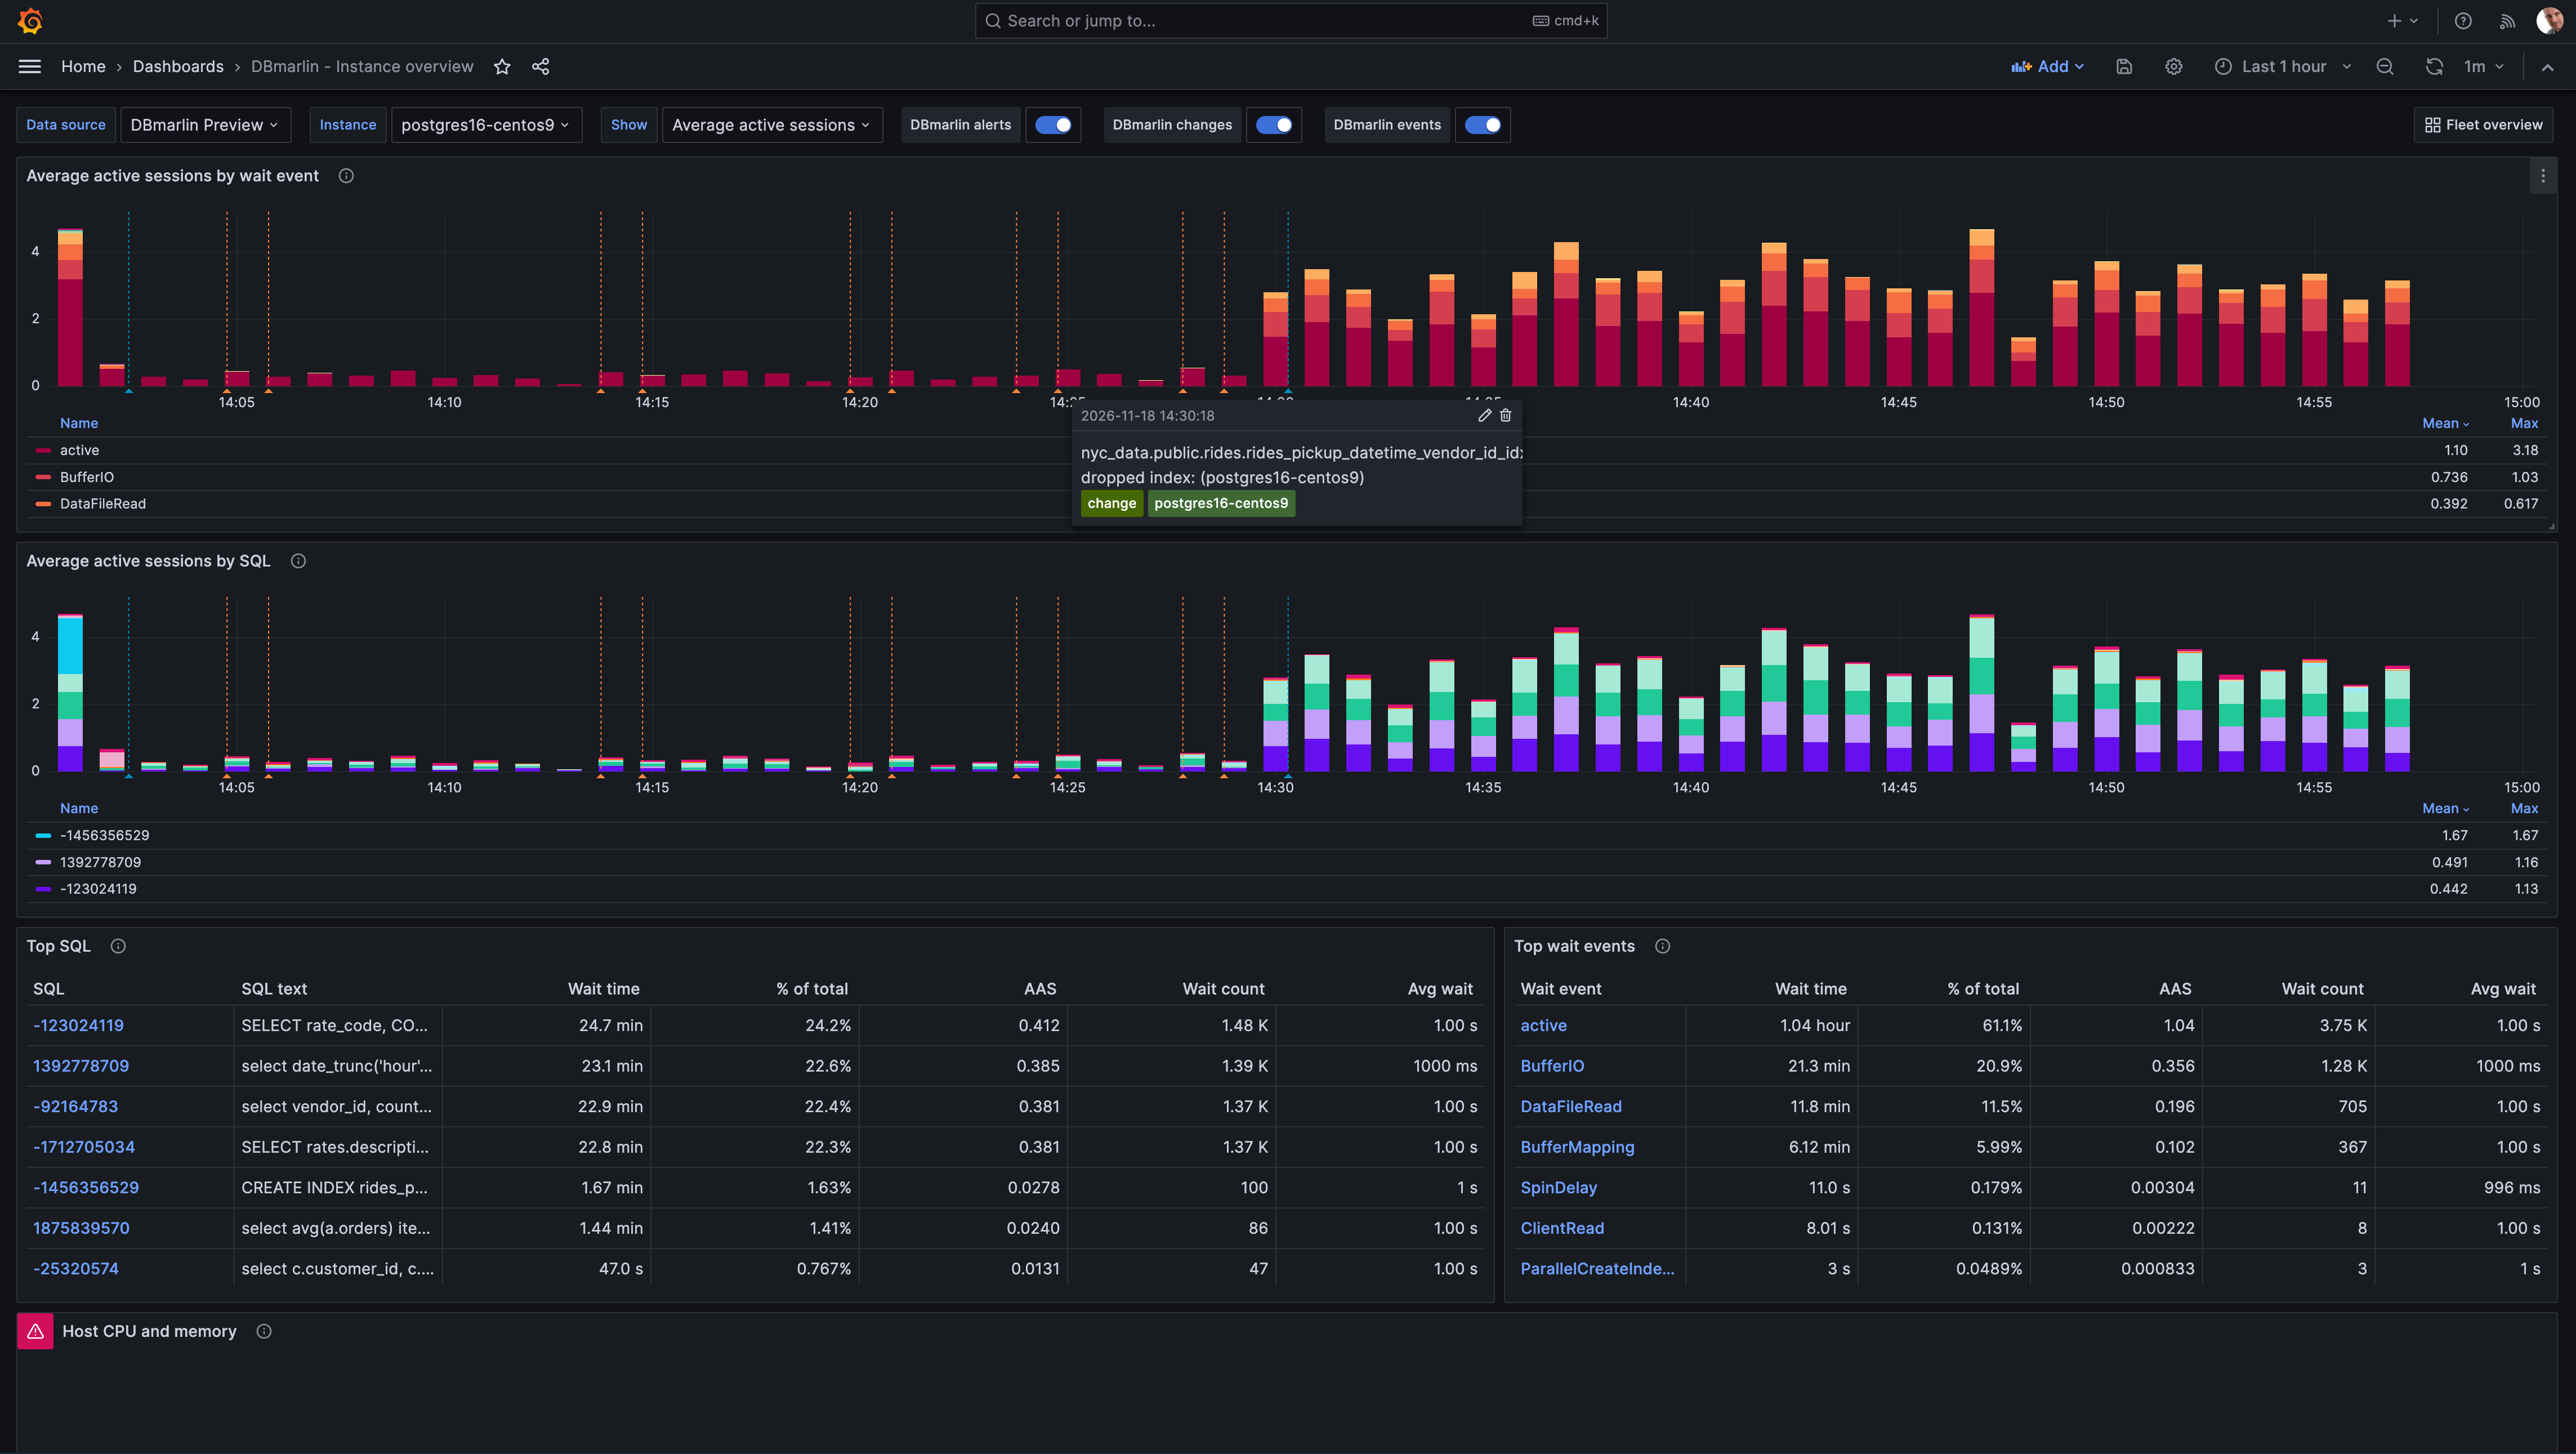 Search or jump to...
cmd+k
Home › Dashboards › DBmarlin - Instance overview
Add
Last 1 hour
1m
Data source
DBmarlin Preview
Instance
postgres16-centos9
Show
Average active sessions
DBmarlin alerts
DBmarlin changes
DBmarlin events
Fleet overview
Average active sessions by wait event
4
2
0
14:05 14:10 14:15 14:20 14:40 14:45 14:50 14:55 15:00
Name Mean Max
active 1.10 3.18
BufferIO 0.736 1.03
DataFileRead 0.392 0.617
2026-11-18 14:30:18
nyc_data.public.rides.rides_pickup_datetime_vendor_id_idx
dropped index: (postgres16-centos9)
change postgres16-centos9
Average active sessions by SQL
4
2
0
14:05 14:10 14:15 14:20 14:25 14:30 14:35 14:40 14:45 14:50 14:55 15:00
Name Mean Max
-1456356529 1.67 1.67
1392778709 0.491 1.16
-123024119 0.442 1.13
Top SQL
SQL SQL text Wait time % of total AAS Wait count Avg wait
-123024119 SELECT rate_code, CO... 24.7 min 24.2% 0.412 1.48 K 1.00 s
1392778709 select date_trunc('hour'... 23.1 min 22.6% 0.385 1.39 K 1000 ms
-92164783 select vendor_id, count... 22.9 min 22.4% 0.381 1.37 K 1.00 s
-1712705034 SELECT rates.descripti... 22.8 min 22.3% 0.381 1.37 K 1.00 s
-1456356529 CREATE INDEX rides_p... 1.67 min 1.63% 0.0278 100 1 s
1875839570 select avg(a.orders) ite... 1.44 min 1.41% 0.0240 86 1.00 s
-25320574 select c.customer_id, c.... 47.0 s 0.767% 0.0131 47 1.00 s
Top wait events
Wait event Wait time % of total AAS Wait count Avg wait
active 1.04 hour 61.1% 1.04 3.75 K 1.00 s
BufferIO 21.3 min 20.9% 0.356 1.28 K 1000 ms
DataFileRead 11.8 min 11.5% 0.196 705 1.00 s
BufferMapping 6.12 min 5.99% 0.102 367 1.00 s
SpinDelay 11.0 s 0.179% 0.00304 11 996 ms
ClientRead 8.01 s 0.131% 0.00222 8 1.00 s
ParallelCreateInde... 3 s 0.0489% 0.000833 3 1 s
Host CPU and memory